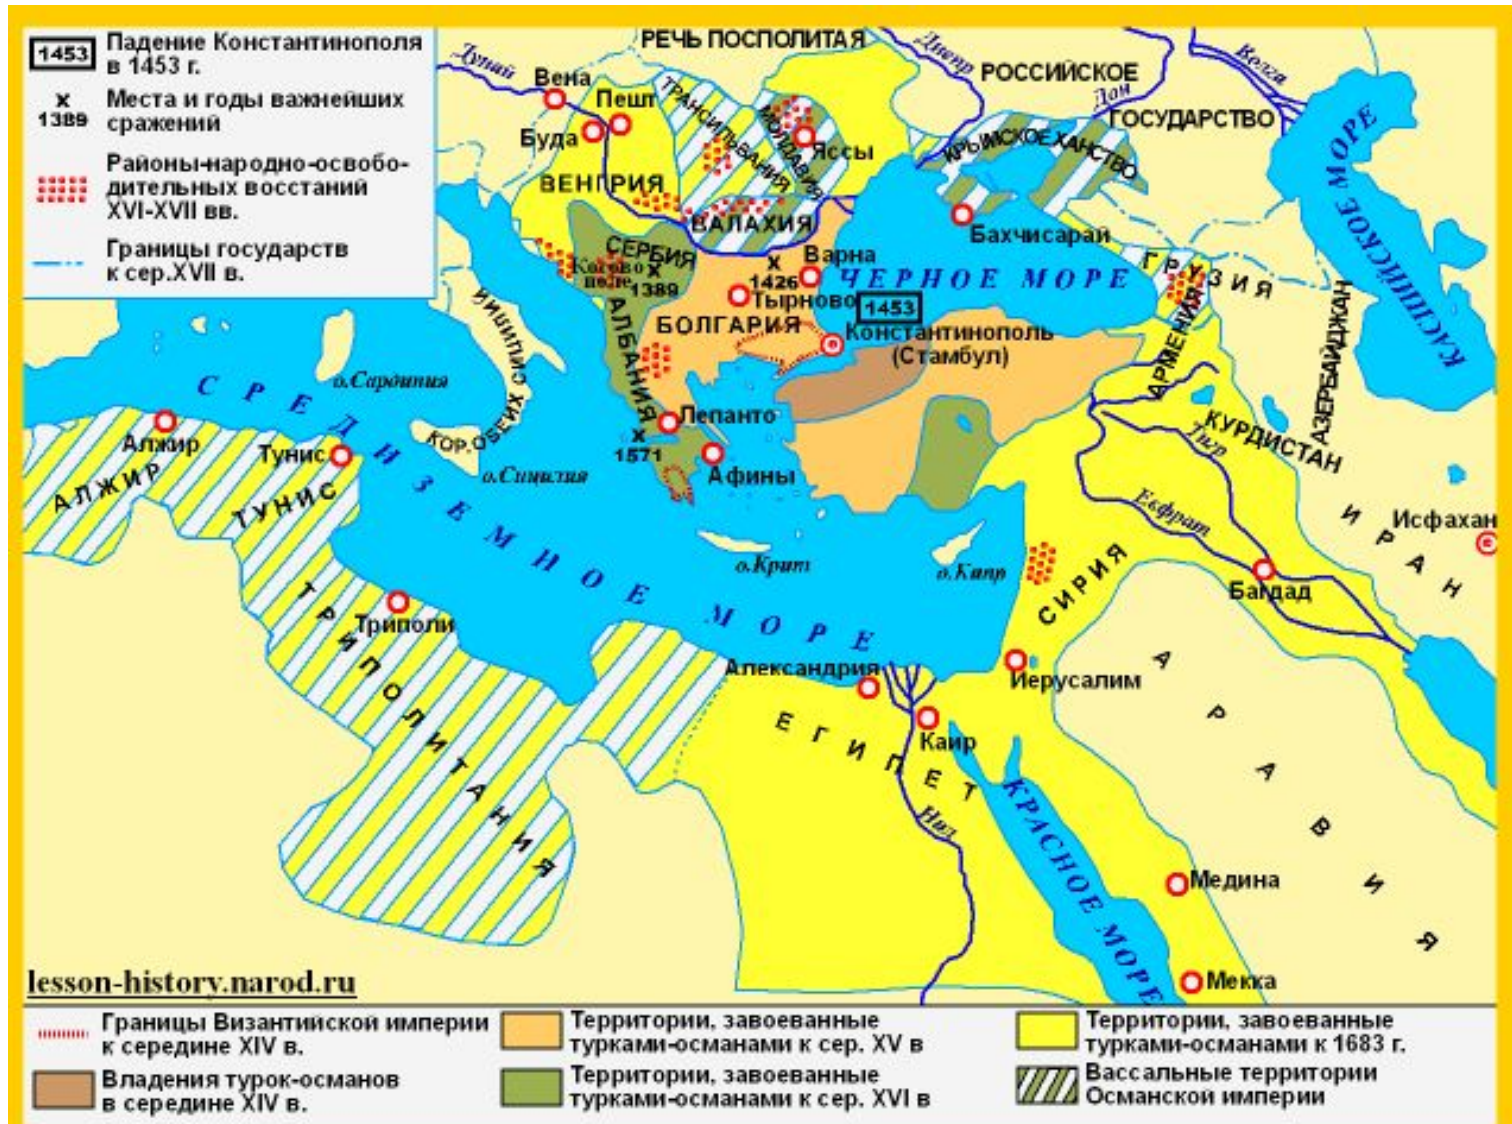 1453
Падение Константинополя
в 1453 г.
х
1389
Места и годы важнейших
сражений
Районы-народно-освобо-
дительных восстаний
XVI-XVII вв.
Границы государств
к сер.XVII в.
РЕЧЬ ПОСПОЛИТАЯ
РОССИЙСКОЕ
ГОСУДАРСТВО
Дунай
Днепр
Дон
Волга
Вена
Пешт
Буда
ВЕНГРИЯ
ТРАНСИЛЬВАНИЯ
МОЛДАВИЯ
Яссы
КРЫМСКОЕ ХАНСТВО
ВАЛАХИЯ
Бахчисарай
КАСПИЙСКОЕ МОРЕ
СЕРБИЯ
Косово
поле
х
1389
х
1426
Варна
Тырново
ЧЕРНОЕ МОРЕ
1453
БОЛГАРИЯ
Константинополь
(Стамбул)
ГРУЗИЯ
АРМЕНИЯ
АЗЕРБАЙДЖАН
КУРДИСТАН
АЛБАНИЯ
Лепанто
х
1571
Афины
о.Сардиния
КОР.ОБЕИХ СИЦИЛИЙ
о.Сицилия
СРЕДИЗЕМНОЕ МОРЕ
о.Крит
о.Кипр
Алжир
АЛЖИР
Тунис
ТУНИС
Триполи
ТРИПОЛИТАНИЯ
Тигр
Евфрат
ИРАН
Исфахан
Багдад
СИРИЯ
Иерусалим
Александрия
Каир
ЕГИПЕТ
Нил
КРАСНОЕ МОРЕ
АРАВИЯ
Медина
Мекка
lesson-history.narod.ru
Границы Византийской империи
к середине XIV в.
Владения турок-османов
в середине XIV в.
Территории, завоеванные
турками-османами к сер. XV в
Территории, завоеванные
турками-османами к сер. XVI в
Территории, завоеванные
турками-османами к 1683 г.
Вассальные территории
Османской империи